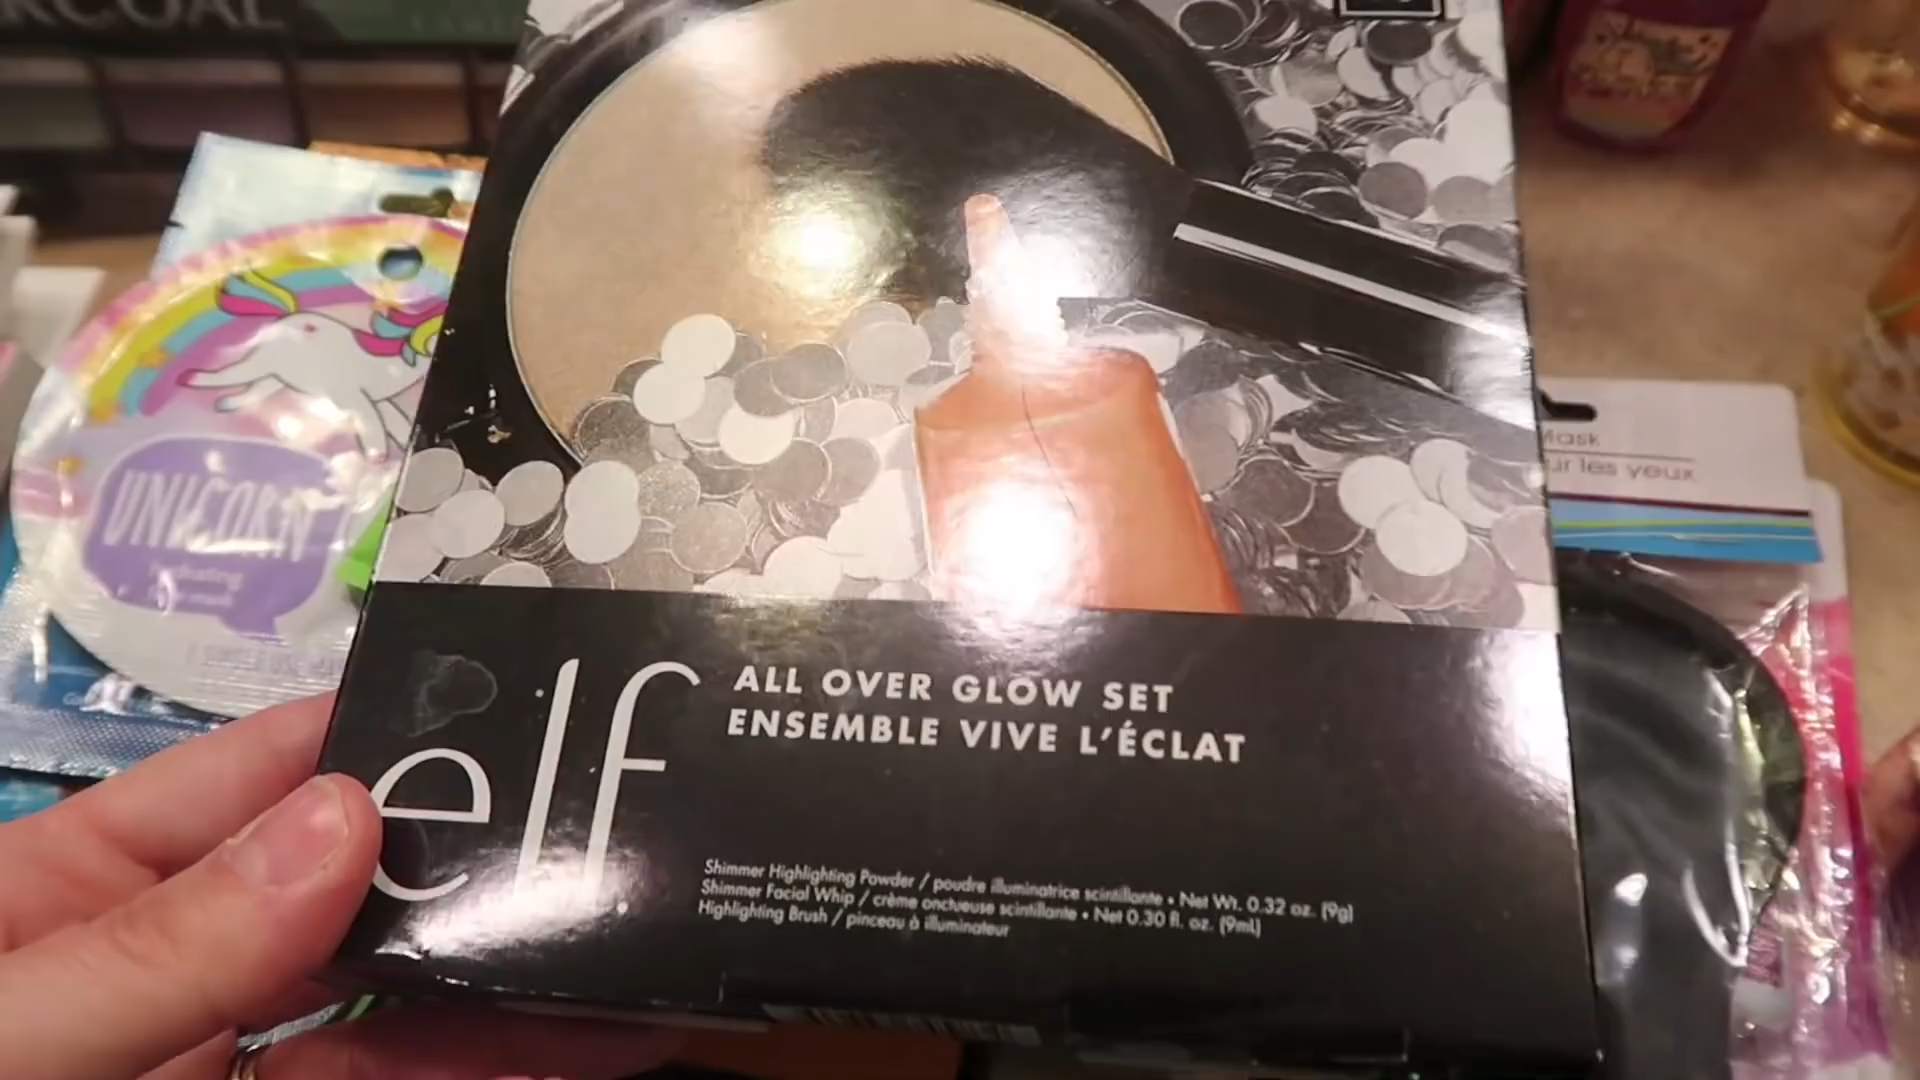 RCOAL
UNICORN
Mask
ur les yeux
elf
ALL OVER GLOW SET
ENSEMBLE VIVE L'ÉCLAT
Shimmer Highlighting Powder / poudre illuminatrice scintillante • Net Wt. 0.32 oz. (9g)
Shimmer Facial Whip / crème onctueuse scintillante • Net 0.30 fl. oz. (9mL)
Highlighting Brush / pinceau à illuminateur